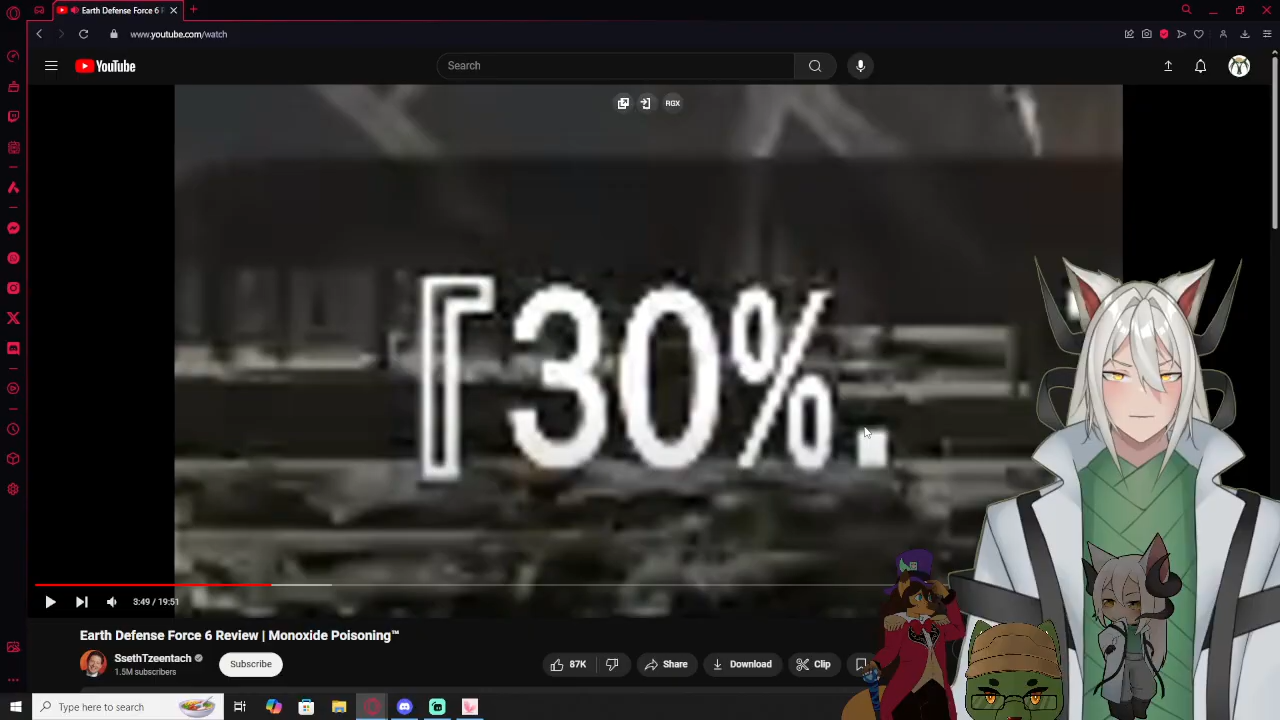 Earth Defense Force 6 F
www.youtube.com/watch
YouTube
Search
RGX
『30%.
3:49 / 19:51
Earth Defense Force 6 Review | Monoxide Poisoning™
SsethTzeentach
1.5M subscribers
Subscribe
87K
Share
Download
Clip
Type here to search